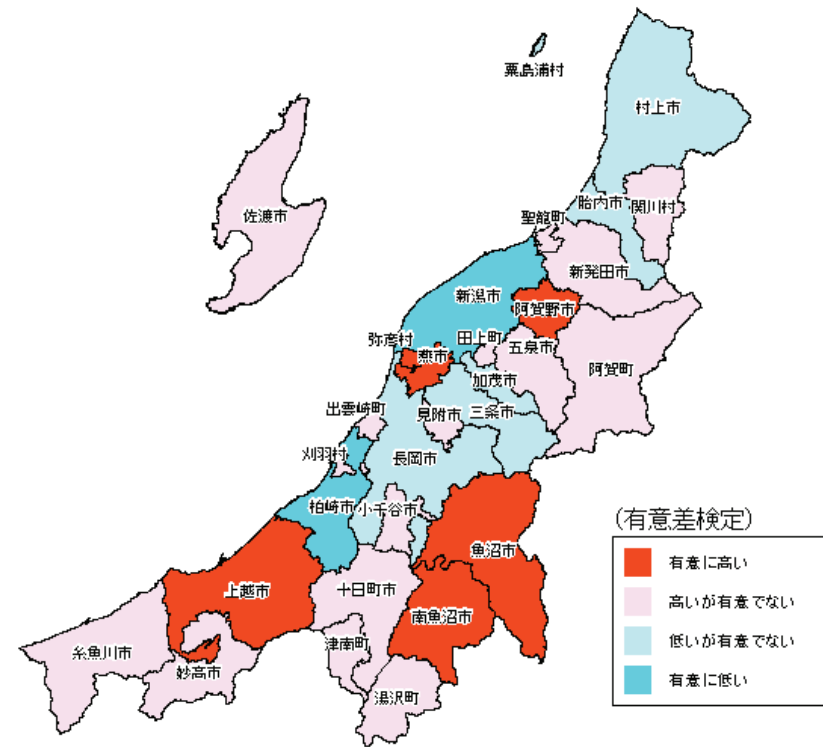 粟島浦村
村上市
胎内市
関川村
佐渡市
聖籠町
新発田市
新潟市
阿賀野市
弥彦村
燕市
田上町
五泉市
阿賀町
加茂市
出雲崎町
見附市
三条市
刈羽村
長岡市
柏崎市
小千谷市
魚沼市
上越市
十日町市
南魚沼市
糸魚川市
妙高市
津南町
湯沢町
(有意差検定)
有意に高い
高いが有意でない
低いが有意でない
有意に低い